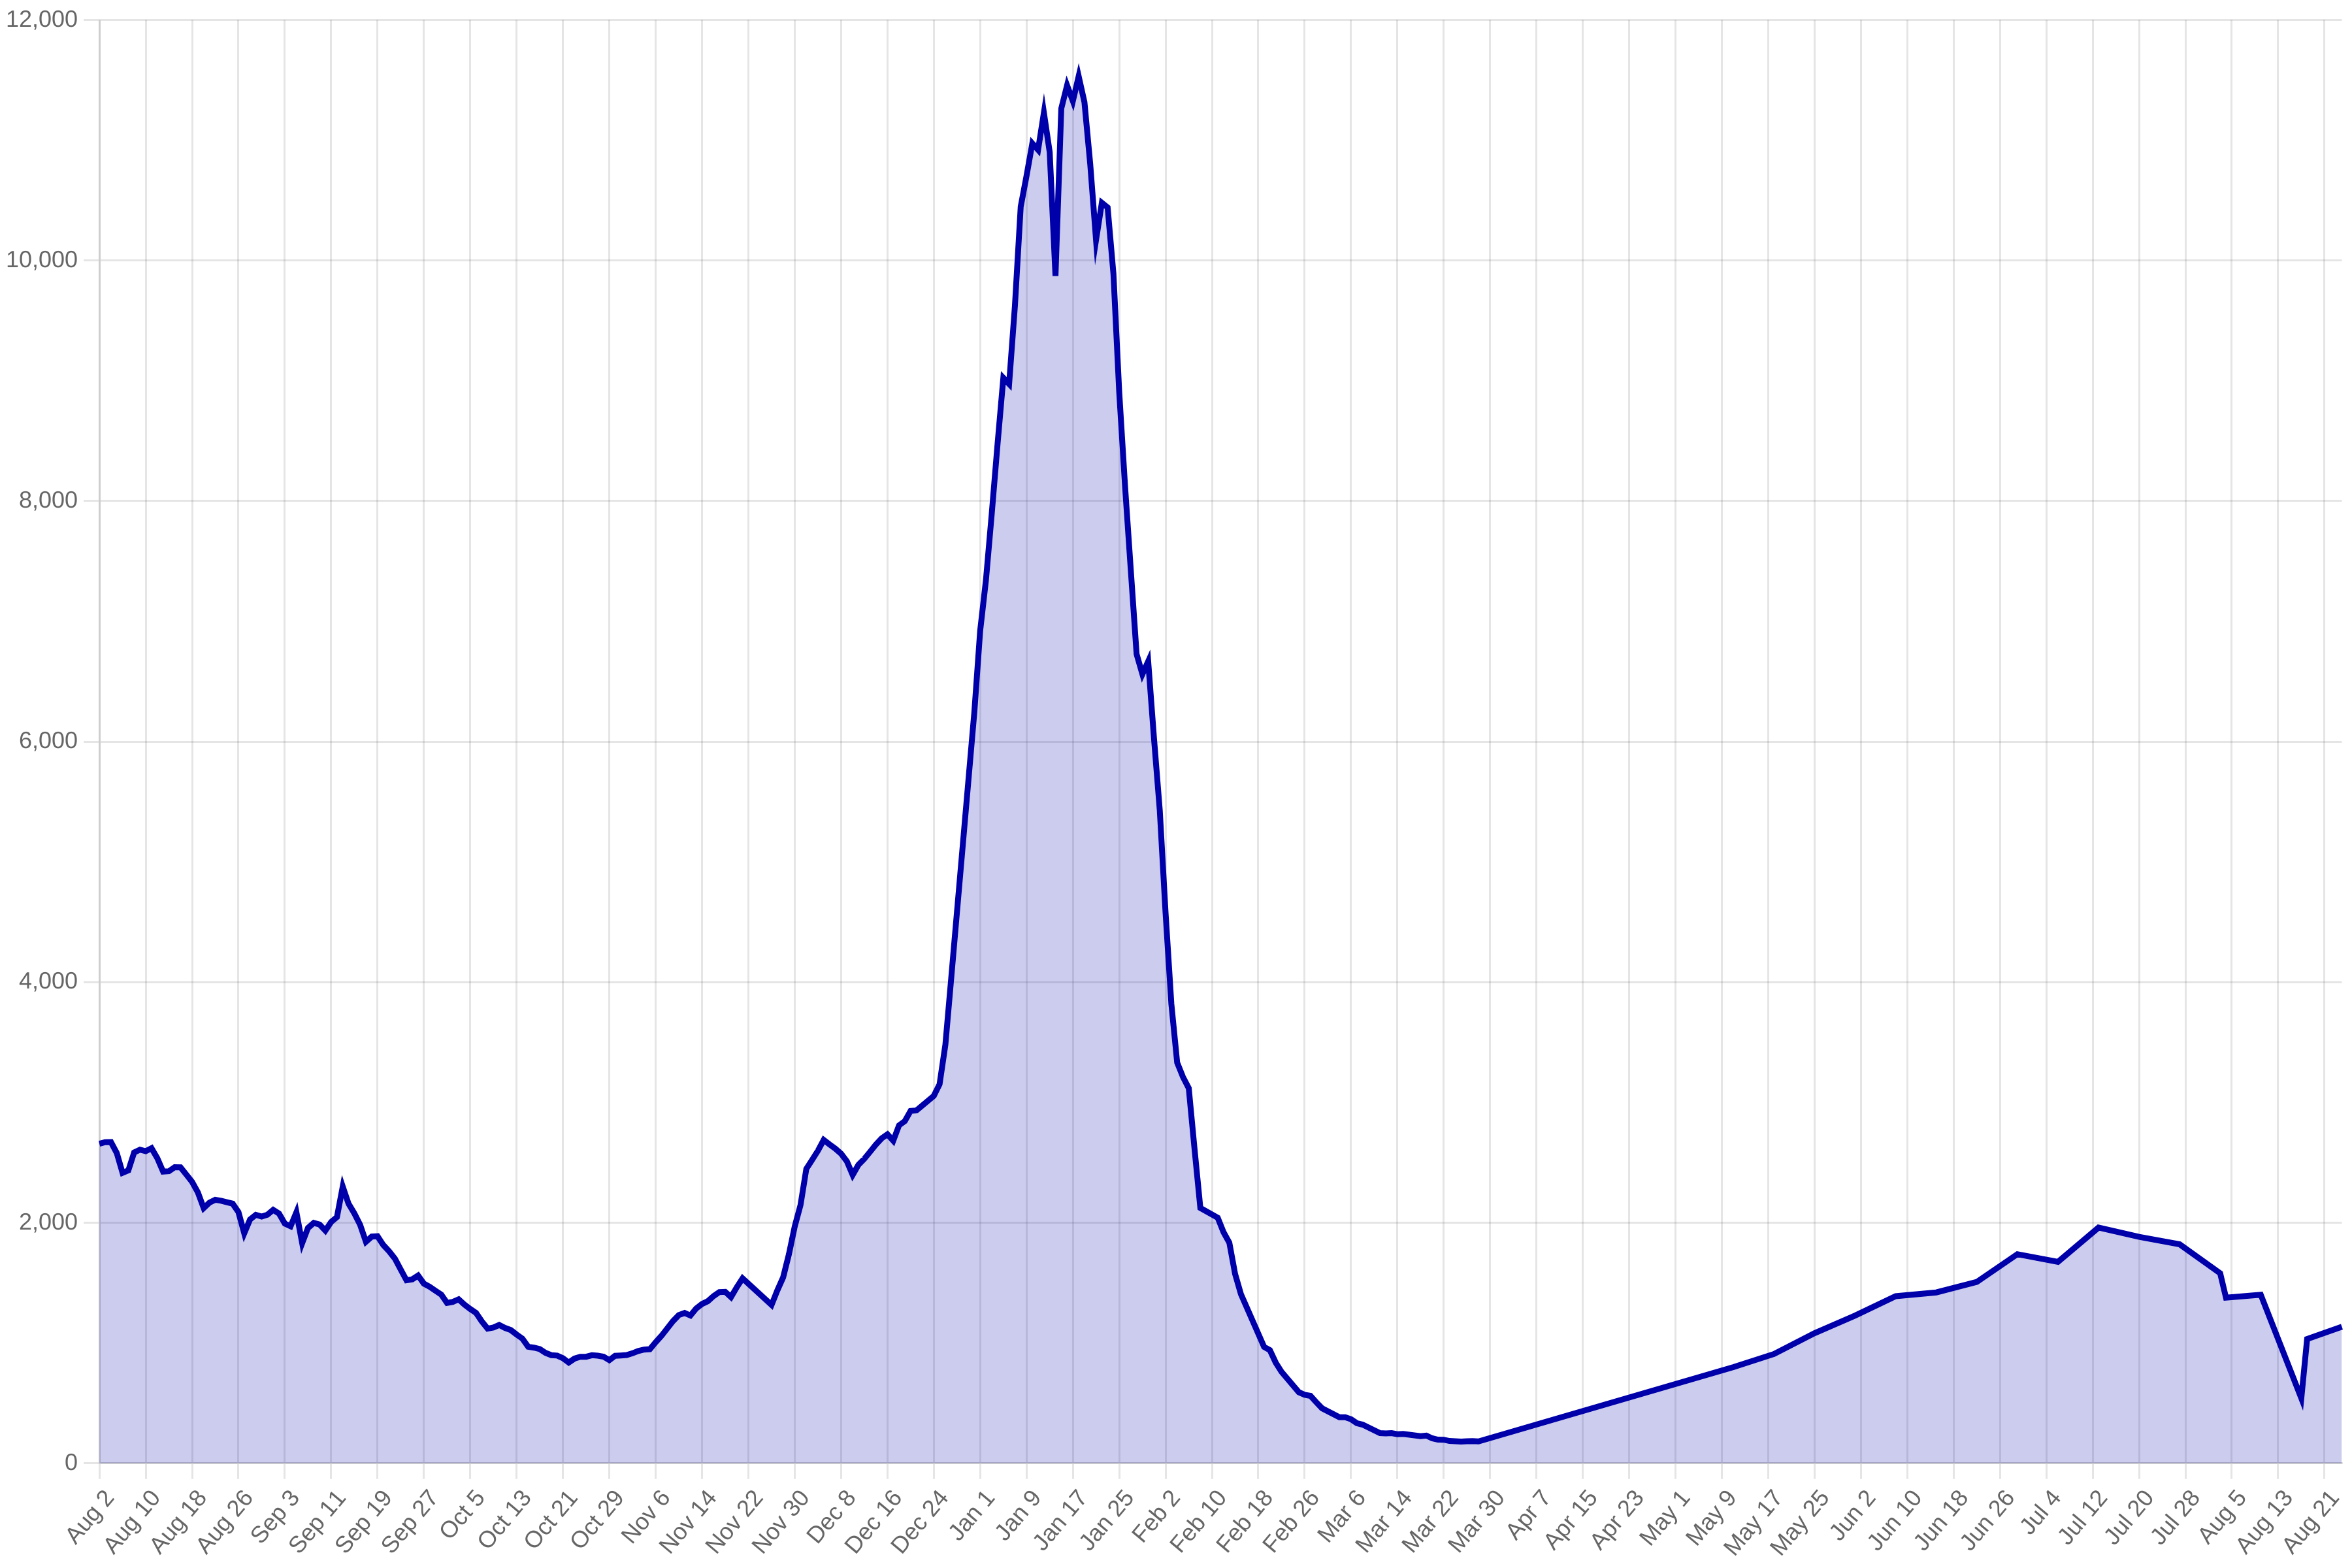 12,000
10,000
8,000
6,000
4,000
2,000
0
Aug 2
Aug 10
Aug 18
Aug 26
Sep 3
Sep 11
Sep 19
Sep 27
Oct 5
Oct 13
Oct 21
Oct 29
Nov 6
Nov 14
Nov 22
Nov 30
Dec 8
Dec 16
Dec 24
Jan 1
Jan 9
Jan 17
Jan 25
Feb 2
Feb 10
Feb 18
Feb 26
Mar 6
Mar 14
Mar 22
Mar 30
Apr 7
Apr 15
Apr 23
May 1
May 9
May 17
May 25
Jun 2
Jun 10
Jun 18
Jun 26
Jul 4
Jul 12
Jul 20
Jul 28
Aug 5
Aug 13
Aug 21